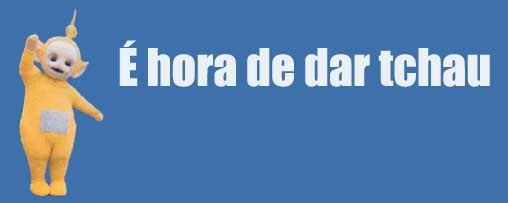 É hora de dar tchau